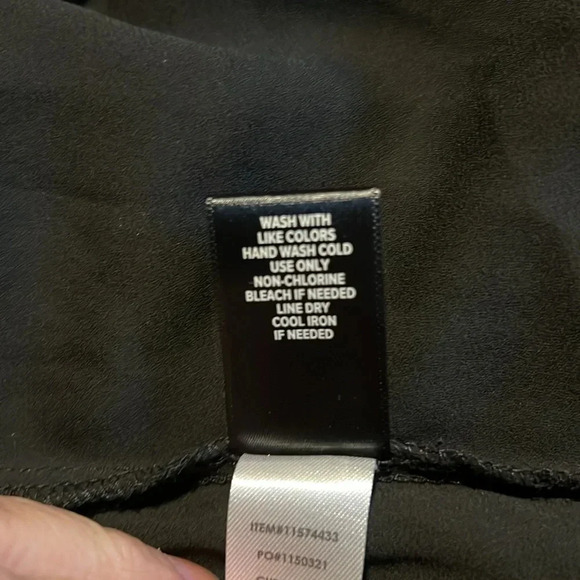 WASH WITH
LIKE COLORS
HAND WASH COLD
USE ONLY
NON-CHLORINE
BLEACH IF NEEDED
LINE DRY
COOL IRON
IF NEEDED
ITEM#11574433
PO#1150321